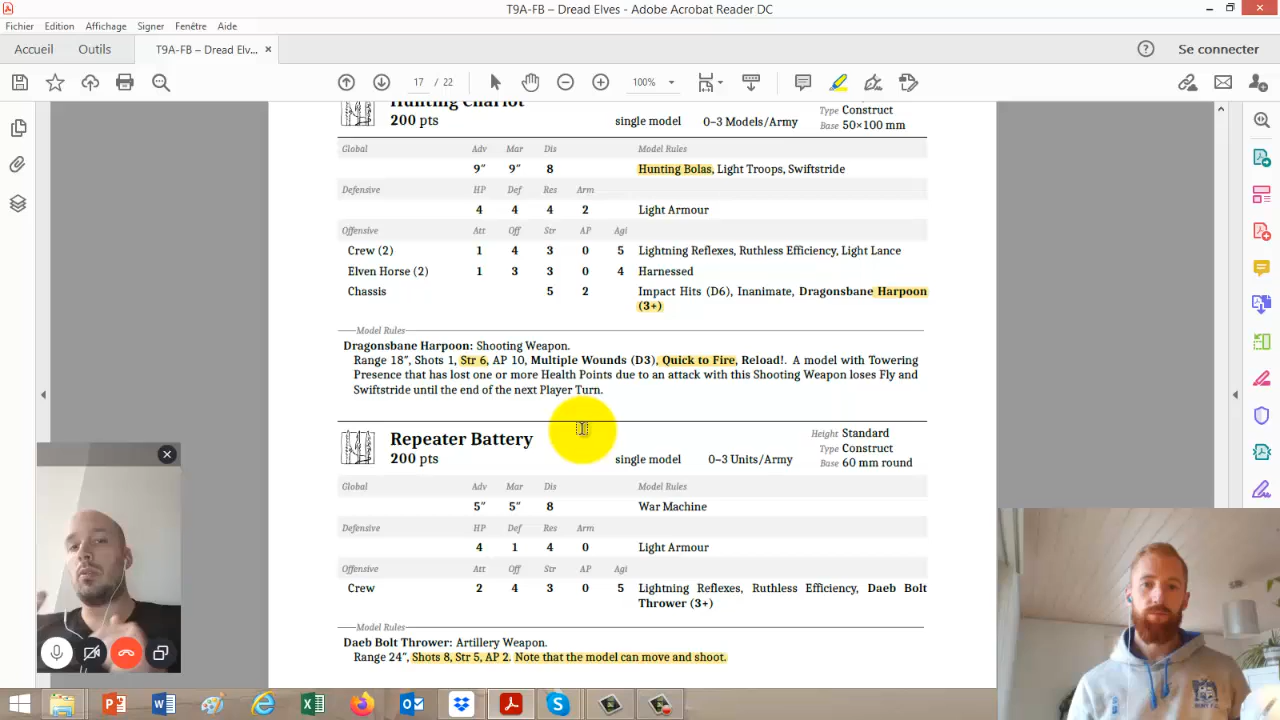 T9A-FB – Dread Elves - Adobe Acrobat Reader DC
Fichier Edition Affichage Signer Fenêtre Aide
Accueil Outils T9A-FB – Dread Elv... × Se connecter
17 / 22 100%
Hunting Chariot
200 pts single model 0–3 Models/Army
Type Construct
Base 50×100 mm
Global Adv Mar Dis Model Rules
9″ 9″ 8 Hunting Bolas, Light Troops, Swiftstride
Defensive HP Def Res Arm
4 4 4 2 Light Armour
Offensive Att Off Str AP Agi
Crew (2) 1 4 3 0 5 Lightning Reflexes, Ruthless Efficiency, Light Lance
Elven Horse (2) 1 3 3 0 4 Harnessed
Chassis 5 2 Impact Hits (D6), Inanimate, Dragonsbane Harpoon
(3+)
Model Rules
Dragonsbane Harpoon: Shooting Weapon.
Range 18″, Shots 1, Str 6, AP 10, Multiple Wounds (D3), Quick to Fire, Reload!. A model with Towering
Presence that has lost one or more Health Points due to an attack with this Shooting Weapon loses Fly and
Swiftstride until the end of the next Player Turn.
Repeater Battery
200 pts single model 0–3 Units/Army
Height Standard
Type Construct
Base 60 mm round
Global Adv Mar Dis Model Rules
5″ 5″ 8 War Machine
Defensive HP Def Res Arm
4 1 4 0 Light Armour
Offensive Att Off Str AP Agi
Crew 2 4 3 0 5 Lightning Reflexes, Ruthless Efficiency, Daeb Bolt
Thrower (3+)
Model Rules
Daeb Bolt Thrower: Artillery Weapon.
Range 24″, Shots 8, Str 5, AP 2. Note that the model can move and shoot.